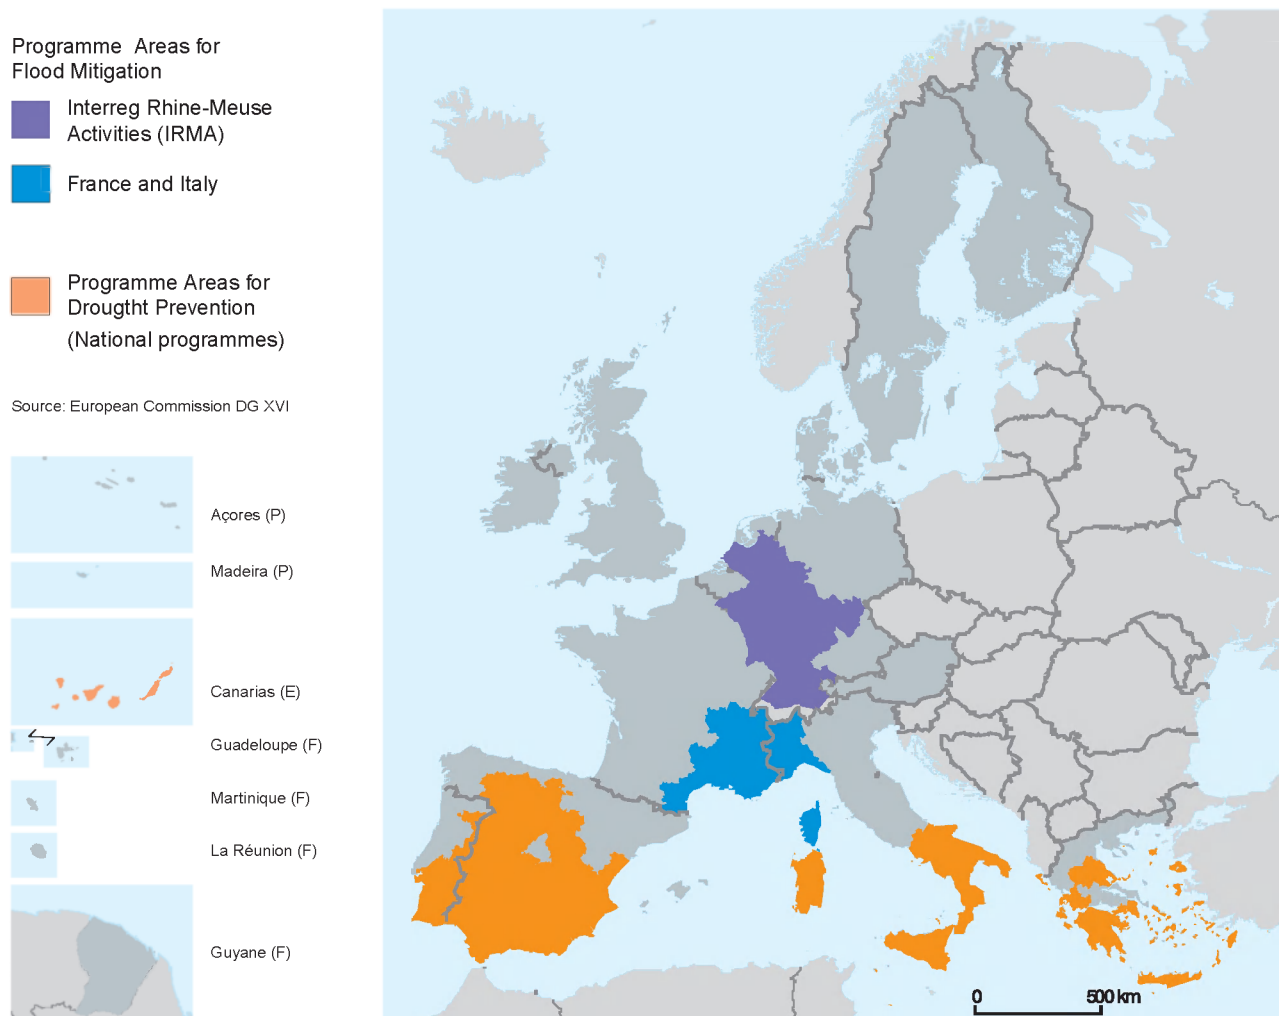 Programme Areas for
Flood Mitigation
Interreg Rhine-Meuse
Activities (IRMA)
France and Italy
Programme Areas for
Drougtht Prevention
(National programmes)
Source: European Commission DG XVI
Açores (P)
Madeira (P)
Canarias (E)
Guadeloupe (F)
Martinique (F)
La Réunion (F)
Guyane (F)
0 500 km